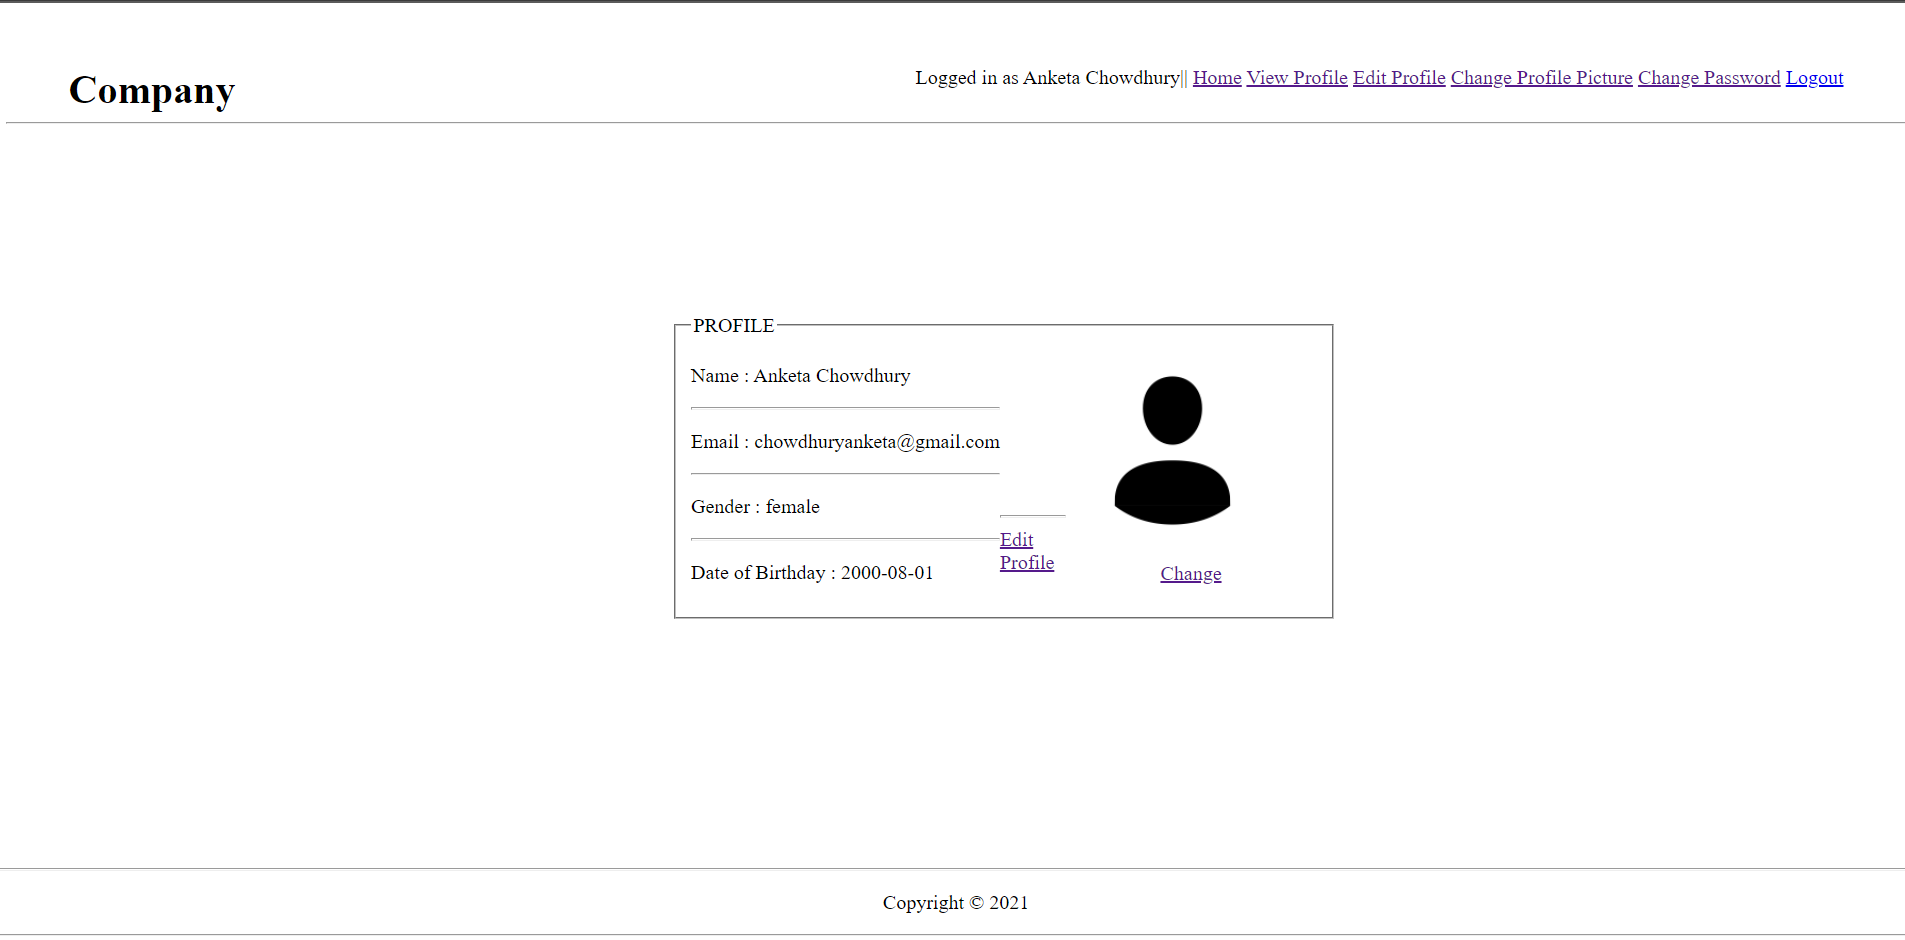 Company
Logged in as Anketa Chowdhury|| Home View Profile Edit Profile Change Profile Picture Change Password Logout
PROFILE
Name : Anketa Chowdhury
Email : chowdhuryanketa@gmail.com
Gender : female
Date of Birthday : 2000-08-01
Edit
Profile
Change
Copyright © 2021